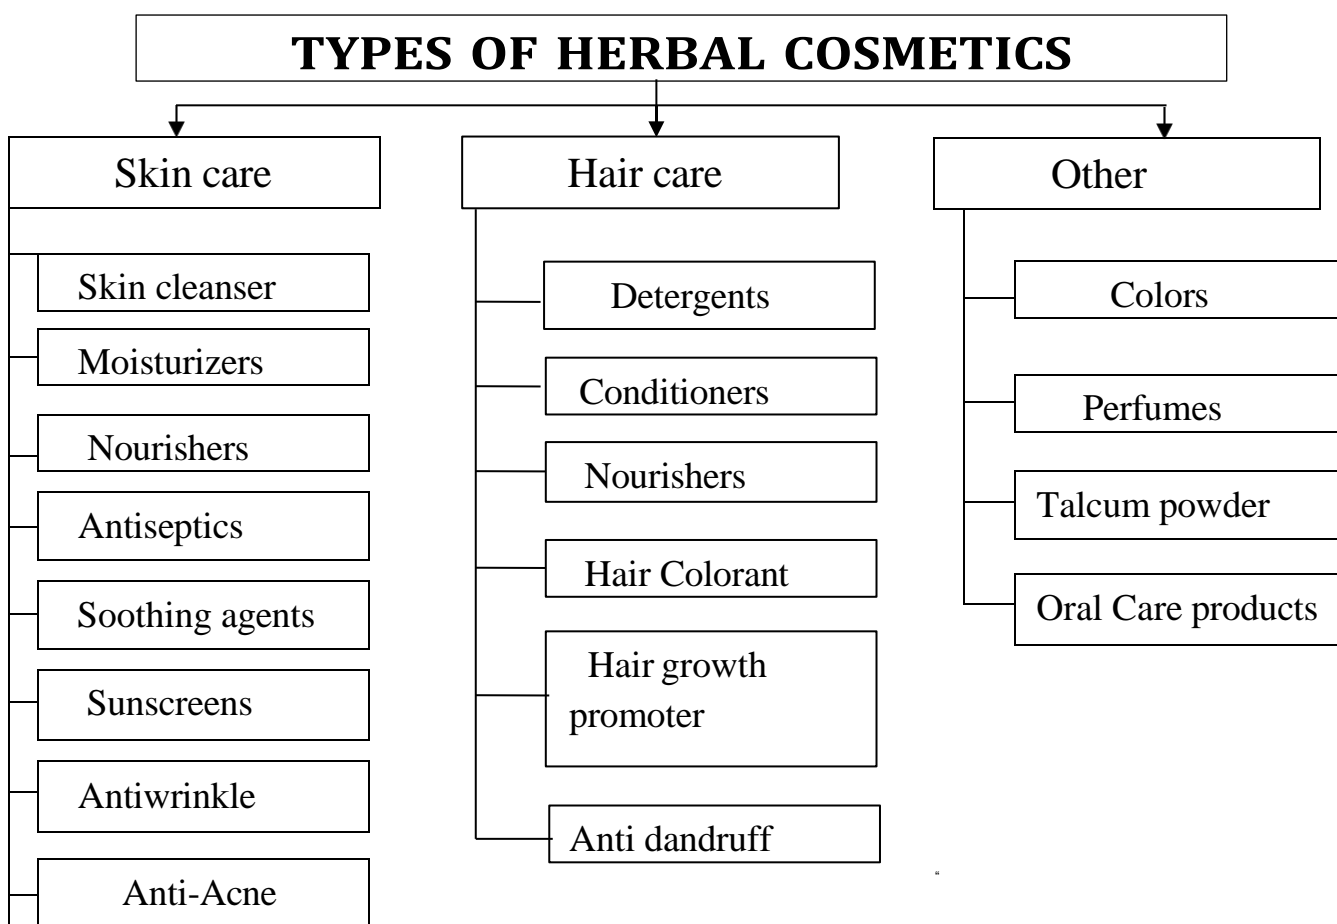 TYPES OF HERBAL COSMETICS
Skin care
Skin cleanser
Moisturizers
Nourishers
Antiseptics
Soothing agents
Sunscreens
Antiwrinkle
Anti-Acne
Hair care
Detergents
Conditioners
Nourishers
Hair Colorant
Hair growth
promoter
Anti dandruff
Other
Colors
Perfumes
Talcum powder
Oral Care products
“